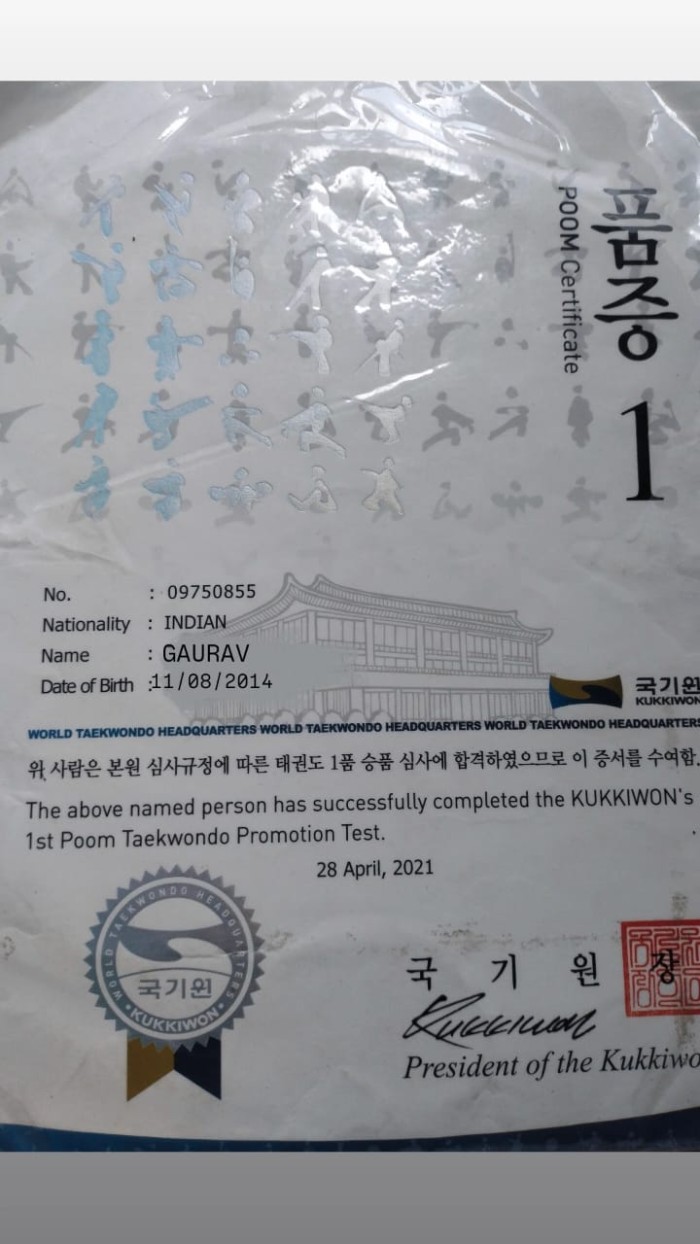 품증
POOM Certificate
1
No. : 09750855
Nationality : INDIAN
Name : GAURAV
Date of Birth :11/08/2014
국기원
KUKKIWON
WORLD TAEKWONDO HEADQUARTERS WORLD TAEKWONDO HEADQUARTERS WORLD TAEKWONDO HEADQUARTERS
위 사람은 본원 심사규정에 따른 태권도 1품 승품 심사에 합격하였으므로 이 증서를 수여함.
The above named person has successfully completed the KUKKIWON's
1st Poom Taekwondo Promotion Test.
28 April, 2021
WORLD TAEKWONDO HEADQUARTERS
국기원
KUKKIWON
국 기 원 장
Kukkiwon
President of the Kukkiwo